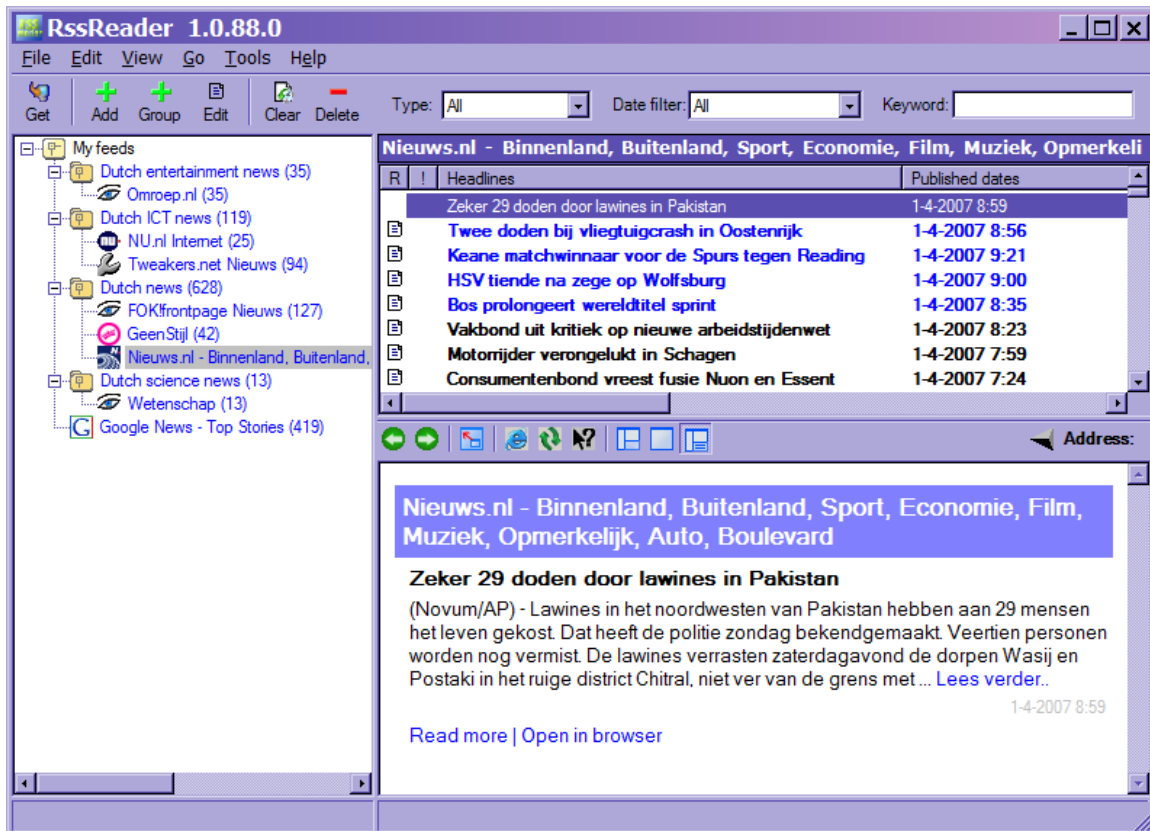 RssReader 1.0.88.0
File Edit View Go Tools Help
Get Add Group Edit Clear Delete Type: All Date filter: All Keyword:
My feeds
Dutch entertainment news (35)
Omroep.nl (35)
Dutch ICT news (119)
NU.nl Internet (25)
Tweakers.net Nieuws (94)
Dutch news (628)
FOK!frontpage Nieuws (127)
GeenStijl (42)
Nieuws.nl - Binnenland, Buitenland,
Dutch science news (13)
Wetenschap (13)
Google News - Top Stories (419)
Nieuws.nl - Binnenland, Buitenland, Sport, Economie, Film, Muziek, Opmerkeli
R ! Headlines Published dates
Zeker 29 doden door lawines in Pakistan 1-4-2007 8:59
Twee doden bij vliegtuigcrash in Oostenrijk 1-4-2007 8:56
Keane matchwinnaar voor de Spurs tegen Reading 1-4-2007 9:21
HSV tiende na zege op Wolfsburg 1-4-2007 9:00
Bos prolongeert wereldtitel sprint 1-4-2007 8:35
Vakbond uit kritiek op nieuwe arbeidstijdenwet 1-4-2007 8:23
Motorrijder verongelukt in Schagen 1-4-2007 7:59
Consumentenbond vreest fusie Nuon en Essent 1-4-2007 7:24
Address:
Nieuws.nl - Binnenland, Buitenland, Sport, Economie, Film,
Muziek, Opmerkelijk, Auto, Boulevard
Zeker 29 doden door lawines in Pakistan
(Novum/AP) - Lawines in het noordwesten van Pakistan hebben aan 29 mensen
het leven gekost. Dat heeft de politie zondag bekendgemaakt. Veertien personen
worden nog vermist. De lawines verrasten zaterdagavond de dorpen Wasij en
Postaki in het ruige district Chitral, niet ver van de grens met ... Lees verder..
1-4-2007 8:59
Read more | Open in browser